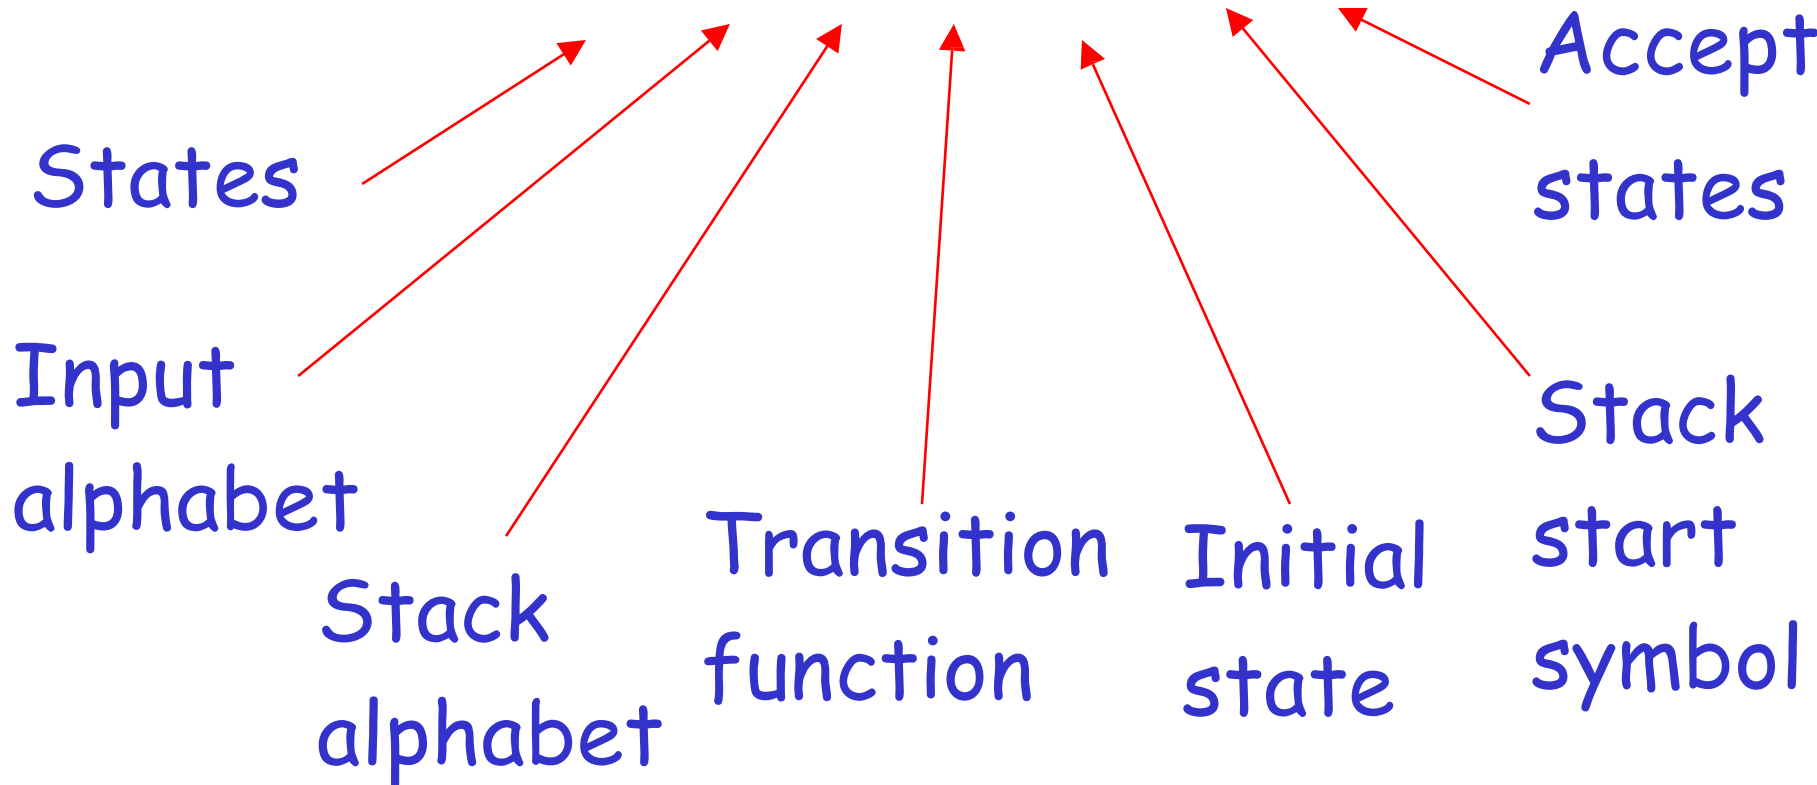 States
Input
alphabet
Stack
alphabet
Transition
function
Initial
state
Stack
start
symbol
Accept
states